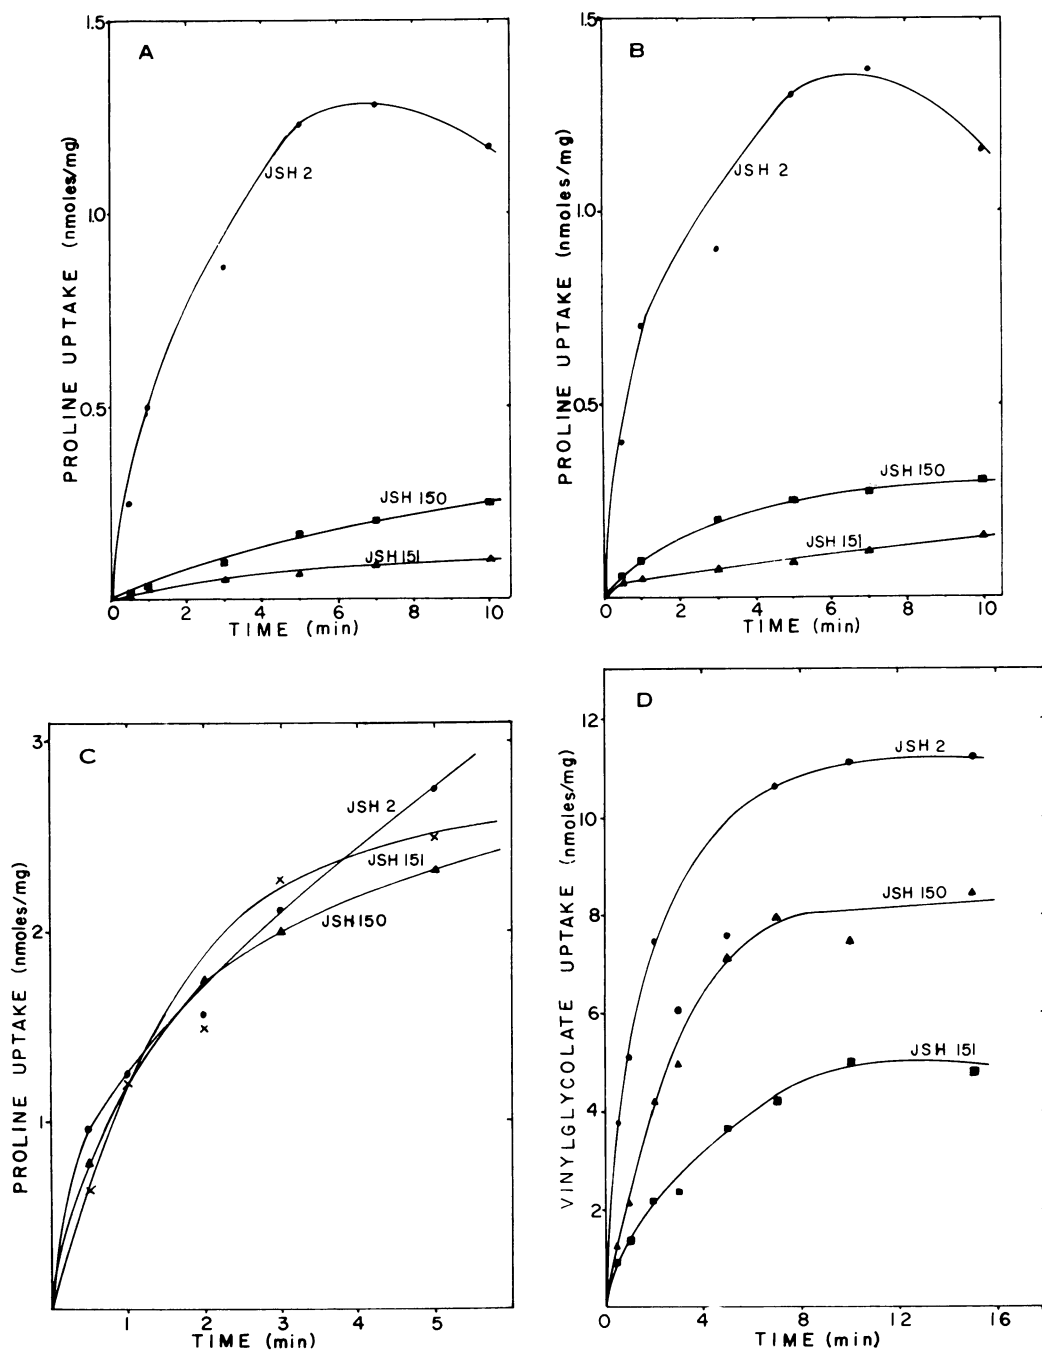 A
1.5
1.0
0.5
PROLINE UPTAKE (nmoles/mg)
JSH 2
JSH 150
JSH 151
0 2 4 6 8 10
TIME (min)
B
1.5
1.0
0.5
PROLINE UPTAKE (nmoles/mg)
JSH 2
JSH 150
JSH 151
0 2 4 6 8 10
TIME (min)
C
3
2
1
PROLINE UPTAKE (nmoles/mg)
JSH 2
JSH 151
JSH 150
1 2 3 4 5
TIME (min)
D
12
10
8
6
4
2
VINYLGLYCOLATE UPTAKE (nmoles/mg)
JSH 2
JSH 150
JSH 151
0 4 8 12 16
TIME (min)